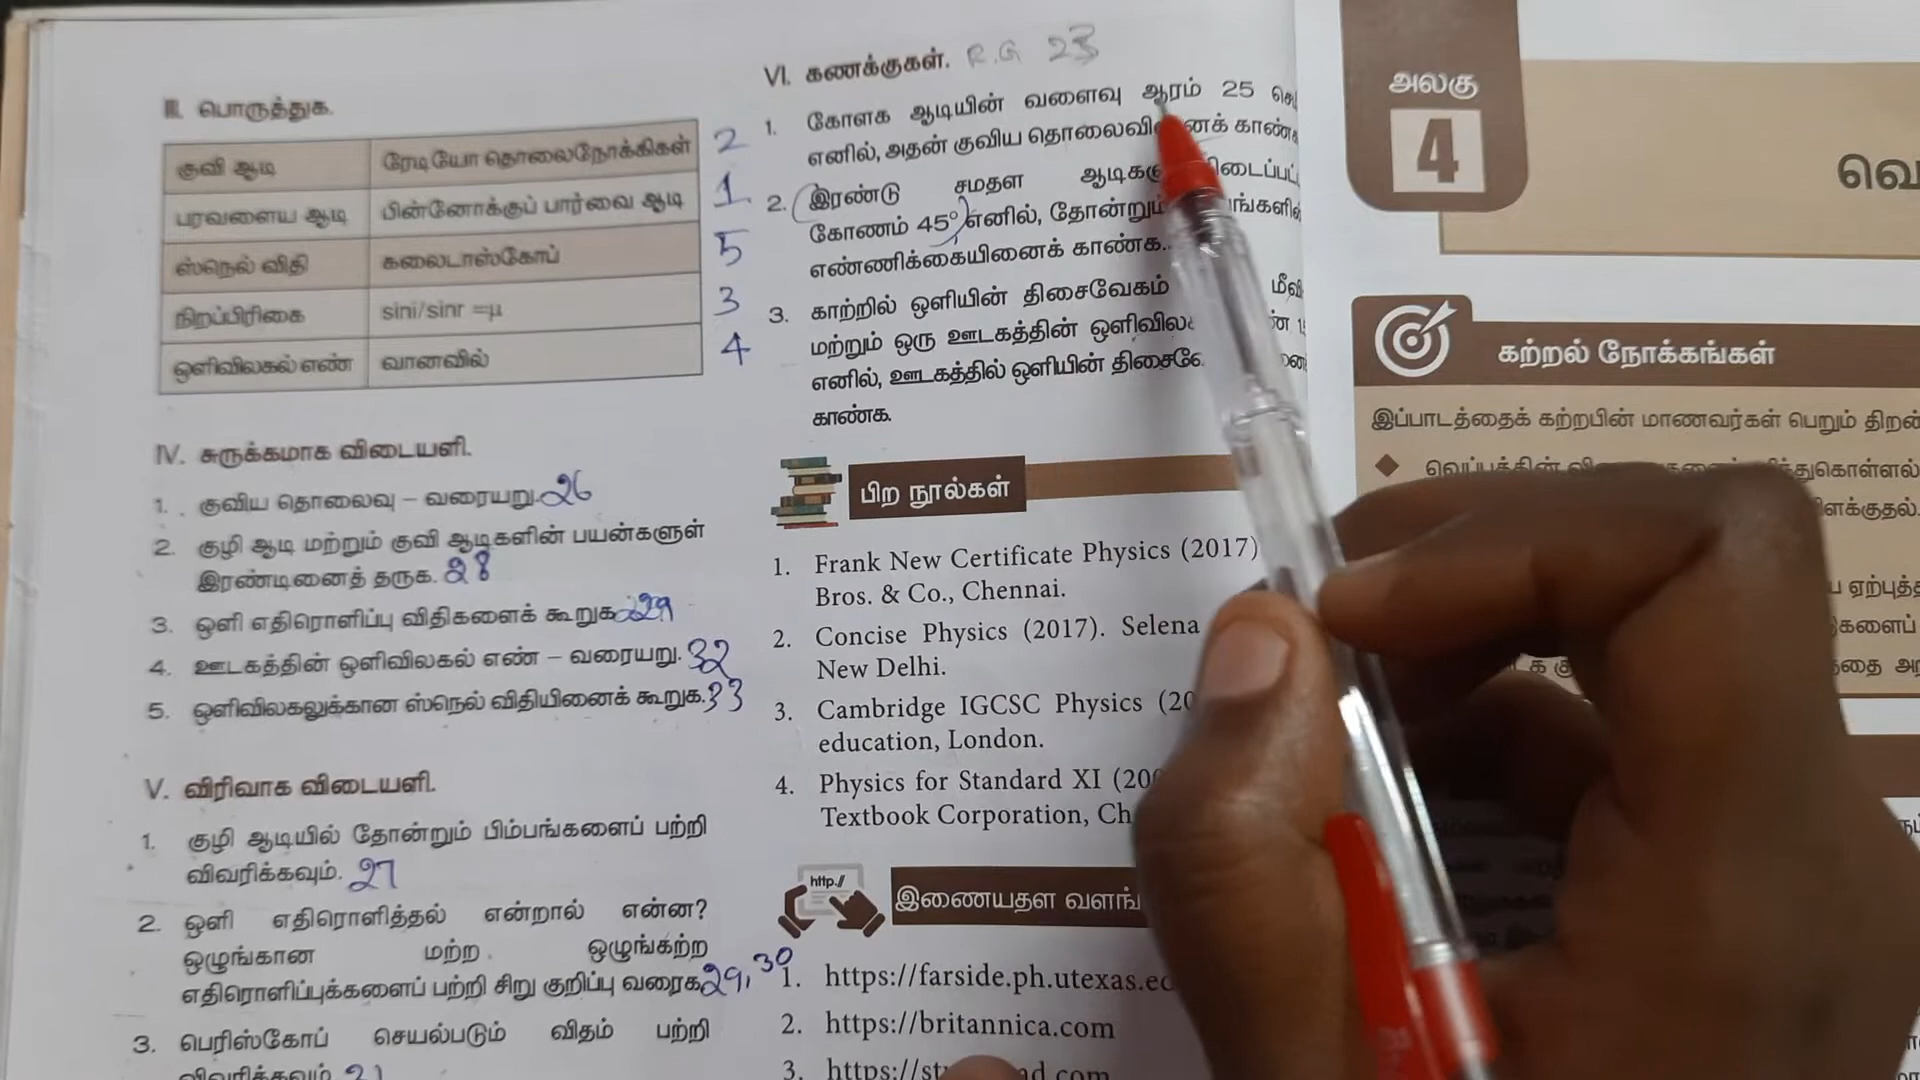 III. பொருத்துக.
குவி ஆடி ரேடியோ தொலைநோக்கிகள் 2
பரவளைய ஆடி பின்னோக்குப் பார்வை ஆடி 1
ஸ்நெல் விதி கலைடாஸ்கோப் 5
நிறப்பிரிகை sini/sinr =μ 3
ஒளிவிலகல் எண் வானவில் 4
IV. சுருக்கமாக விடையளி.
1. குவிய தொலைவு – வரையறு. 26
2. குழி ஆடி மற்றும் குவி ஆடிகளின் பயன்களுள்
இரண்டினைத் தருக. 28
3. ஒளி எதிரொளிப்பு விதிகளைக் கூறுக 29
4. ஊடகத்தின் ஒளிவிலகல் எண் – வரையறு. 32
5. ஒளிவிலகலுக்கான ஸ்நெல் விதியினைக் கூறுக. 33
V. விரிவாக விடையளி.
1. குழி ஆடியில் தோன்றும் பிம்பங்களைப் பற்றி
விவரிக்கவும். 27
2. ஒளி எதிரொளித்தல் என்றால் என்ன?
ஒழுங்கான மற்ற ஒழுங்கற்ற
எதிரொளிப்புக்களைப் பற்றி சிறு குறிப்பு வரைக 29, 30
3. பெரிஸ்கோப் செயல்படும் விதம் பற்றி
விவரிக்கவும்
VI. கணக்குகள். R.G 23
1. கோளக ஆடியின் வளைவு ஆரம் 25
எனில், அதன் குவிய காண்க
2. இரண்டு சமதள
கோணம் 45° எனில், தோன்றும்
எண்ணிக்கையினைக் காண்க.
3. காற்றில் ஒளியின் திசைவேகம்
மற்றும் ஒரு ஊடகத்தின்
எனில், ஊடகத்தில் ஒளியின்
காண்க.
பிற நூல்கள்
1. Frank New Certificate Physics (2017)
Bros. & Co., Chennai.
2. Concise Physics (2017). Selena
New Delhi.
3. Cambridge IGCSC Physics
education, London.
4. Physics for Standard XI
Textbook Corporation,
http://
இணையதள
1.
2. https://britannica.com
3.
அலகு
4
கற்றல் நோக்கங்கள்
இப்பாடத்தைக் கற்றபின் மாணவர்கள் பெறும்